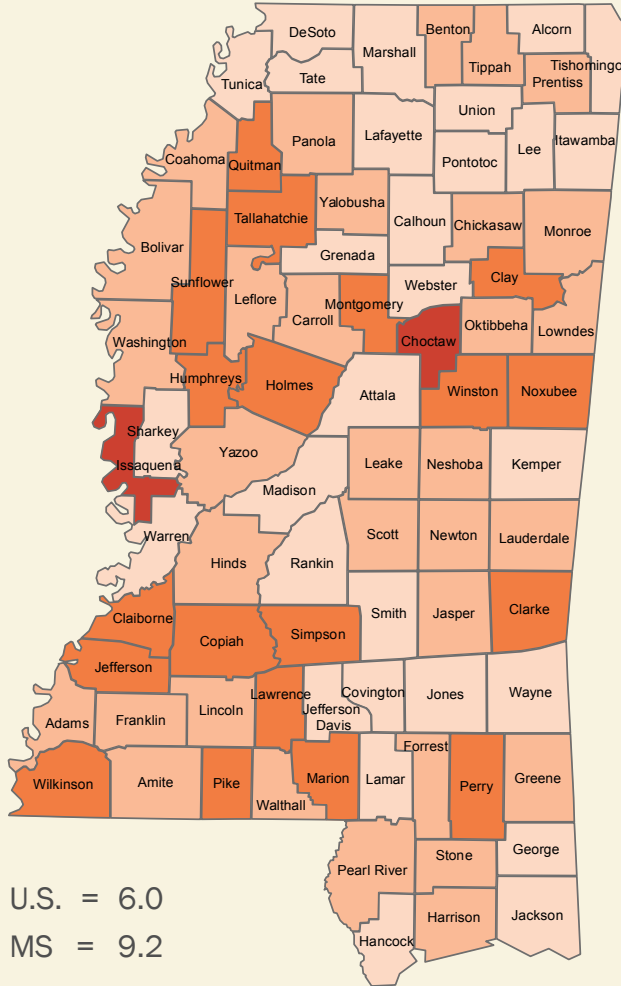 DeSoto
Benton
Alcorn
Marshall
Tippah
Tishomingo
Tate
Tunica
Prentiss
Union
Lafayette
Panola
Lee
Itawamba
Coahoma
Quitman
Pontotoc
Yalobusha
Tallahatchie
Calhoun
Chickasaw
Monroe
Bolivar
Grenada
Sunflower
Clay
Webster
Leflore
Montgomery
Carroll
Oktibbeha
Lowndes
Washington
Choctaw
Humphreys
Holmes
Attala
Winston
Noxubee
Sharkey
Yazoo
Issaquena
Leake
Neshoba
Kemper
Madison
Warren
Scott
Newton
Lauderdale
Hinds
Rankin
Claiborne
Copiah
Simpson
Smith
Jasper
Clarke
Jefferson
Lawrence
Covington
Jones
Wayne
Jefferson
Davis
Lincoln
Adams
Franklin
Forrest
Wilkinson
Amite
Pike
Marion
Lamar
Perry
Greene
Walthall
George
Stone
Pearl River
U.S. = 6.0
Harrison
Jackson
MS = 9.2
Hancock